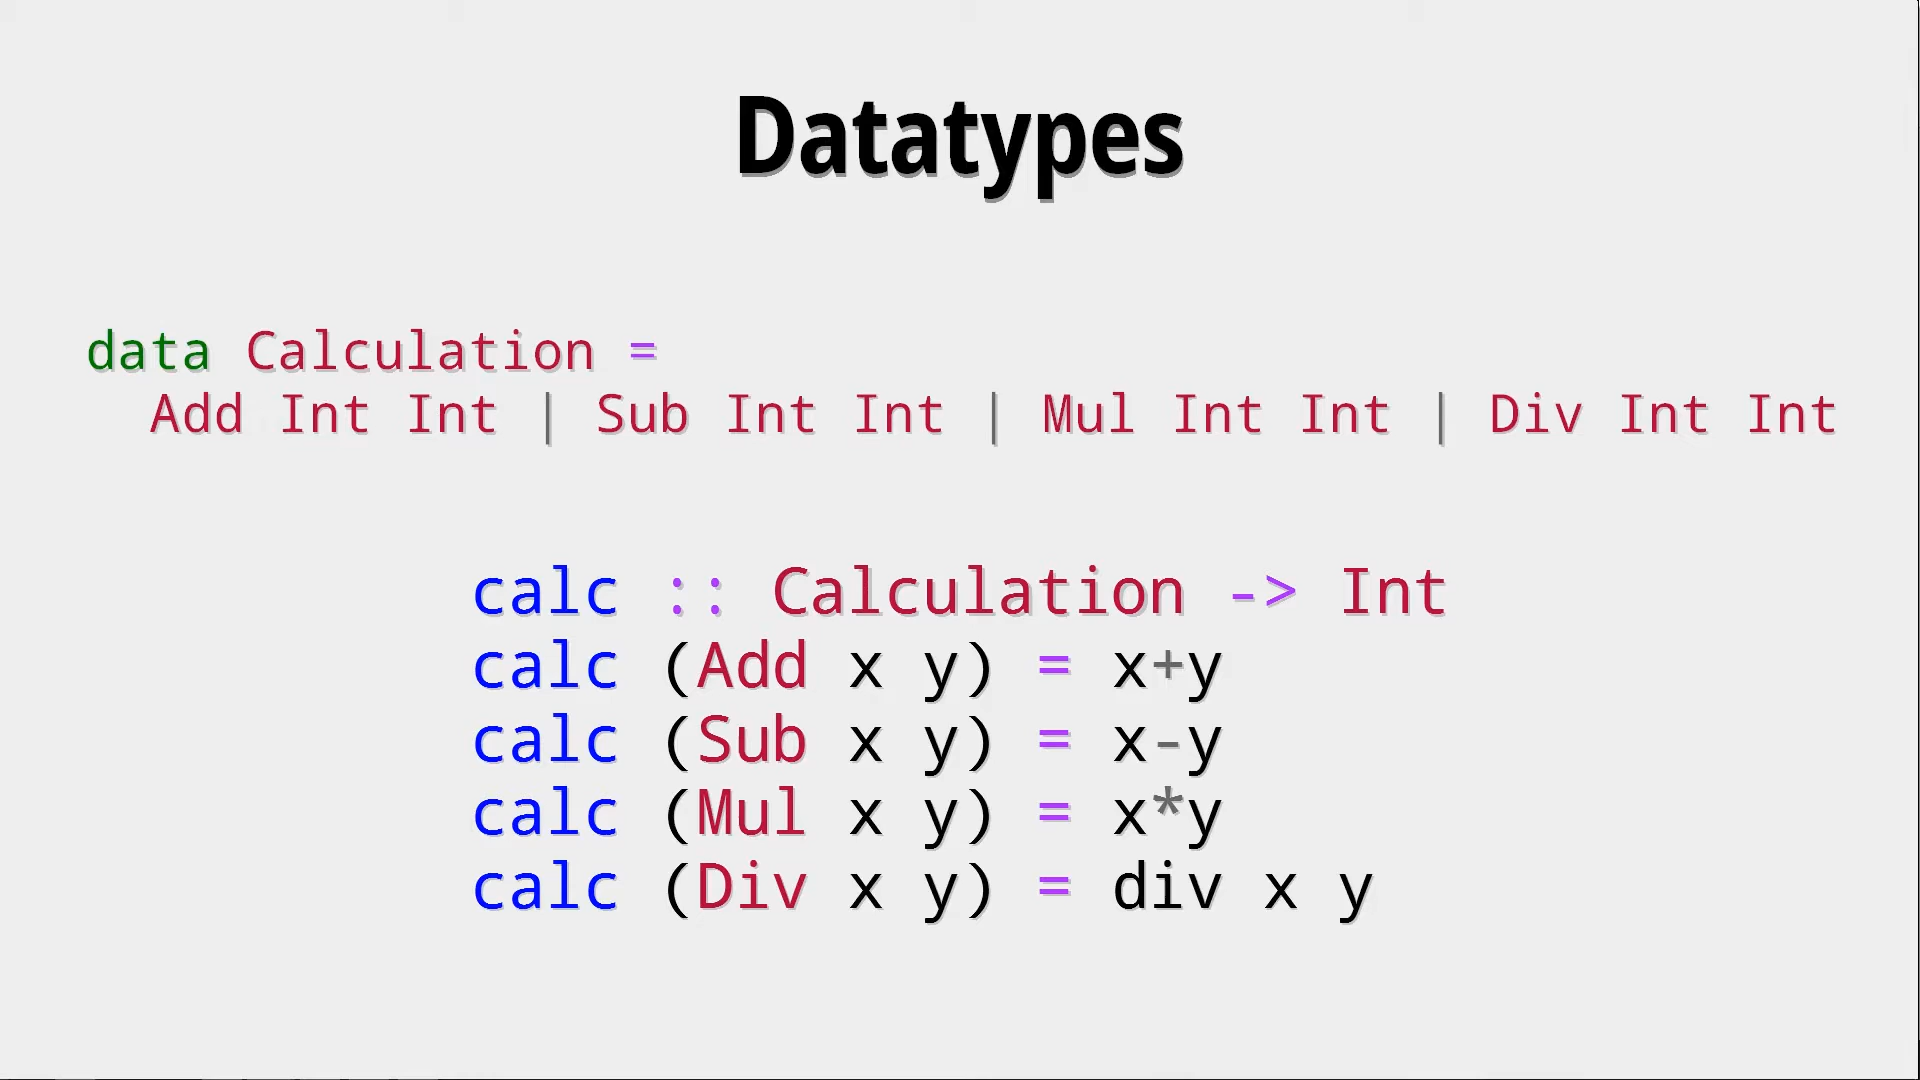 Datatypes
data Calculation =
Add Int Int | Sub Int Int | Mul Int Int | Div Int Int
calc :: Calculation -> Int
calc (Add x y) = x+y
calc (Sub x y) = x-y
calc (Mul x y) = x*y
calc (Div x y) = div x y